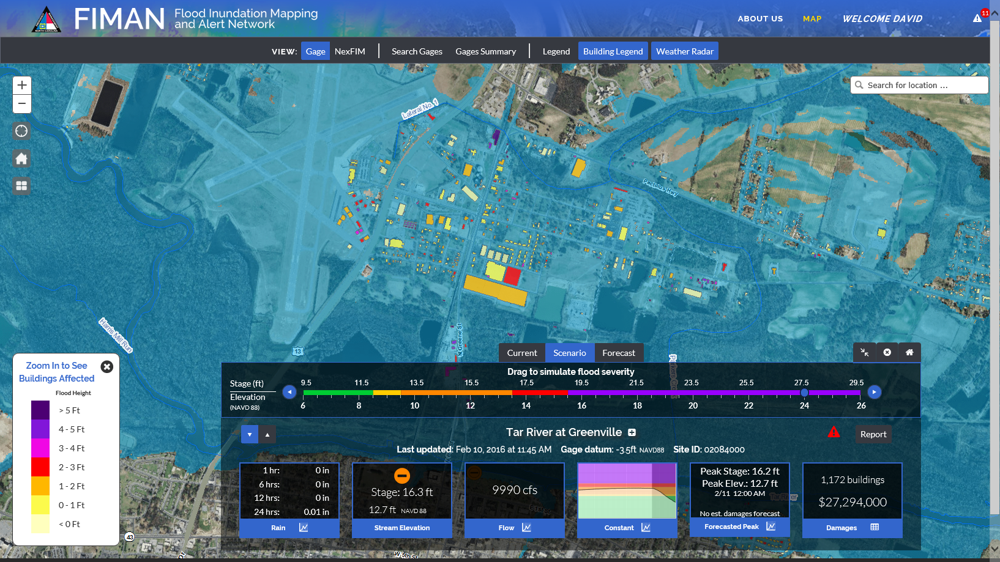 FIMAN
Flood Inundation Mapping
and Alert Network
NORTH CAROLINA
ABOUT US
MAP
WELCOME DAVID
11
VIEW:
Gage
NexFIM
Search Gages
Gages Summary
Legend
Building Legend
Weather Radar
+
−
Search for location ...
Lateral No. 1
Pactolus Hwy
Harris Mill Run
N Greene St
13
43
Zoom In to See
Buildings Affected
Flood Height
> 5 Ft
4 - 5 Ft
3 - 4 Ft
2 - 3 Ft
1 - 2 Ft
0 - 1 Ft
< 0 Ft
Current
Scenario
Forecast
Drag to simulate flood severity
Stage (ft)
9.5 11.5 13.5 15.5 17.5 19.5 21.5 23.5 25.5 27.5 29.5
Elevation
(NAVD 88)
6 8 10 12 14 16 18 20 22 24 26
Tar River at Greenville
Report
Last updated: Feb 10, 2016 at 11:45 AM Gage datum: -3.5ft NAVD88 Site ID: 02084000
1 hr: 0 in
6 hrs: 0 in
12 hrs: 0 in
24 hrs: 0.01 in
Rain
Stage: 16.3 ft
12.7 ft NAVD 88
Stream Elevation
9990 cfs
Flow
Constant
Peak Stage: 16.2 ft
Peak Elev.: 12.7 ft
2/11 12:00 AM
No est. damages forecast
Forecasted Peak
1,172 buildings
$27,294,000
Damages
Tar River
E 1st St
W 5th St
Dr